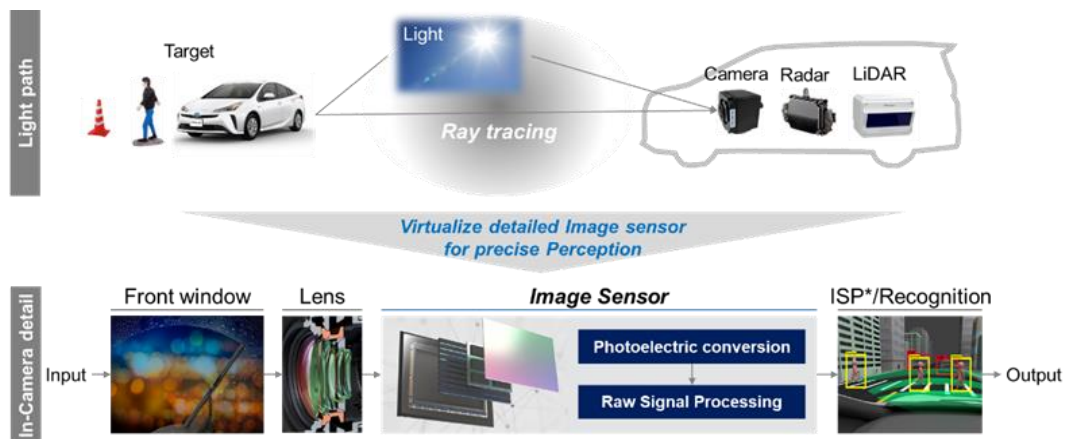 Light path
Target
Light
Ray tracing
Camera
Radar
LiDAR
Virtualize detailed Image sensor
for precise Perception
In-Camera detail
Front window
Lens
Image Sensor
ISP*/Recognition
Input
Photoelectric conversion
Raw Signal Processing
Output